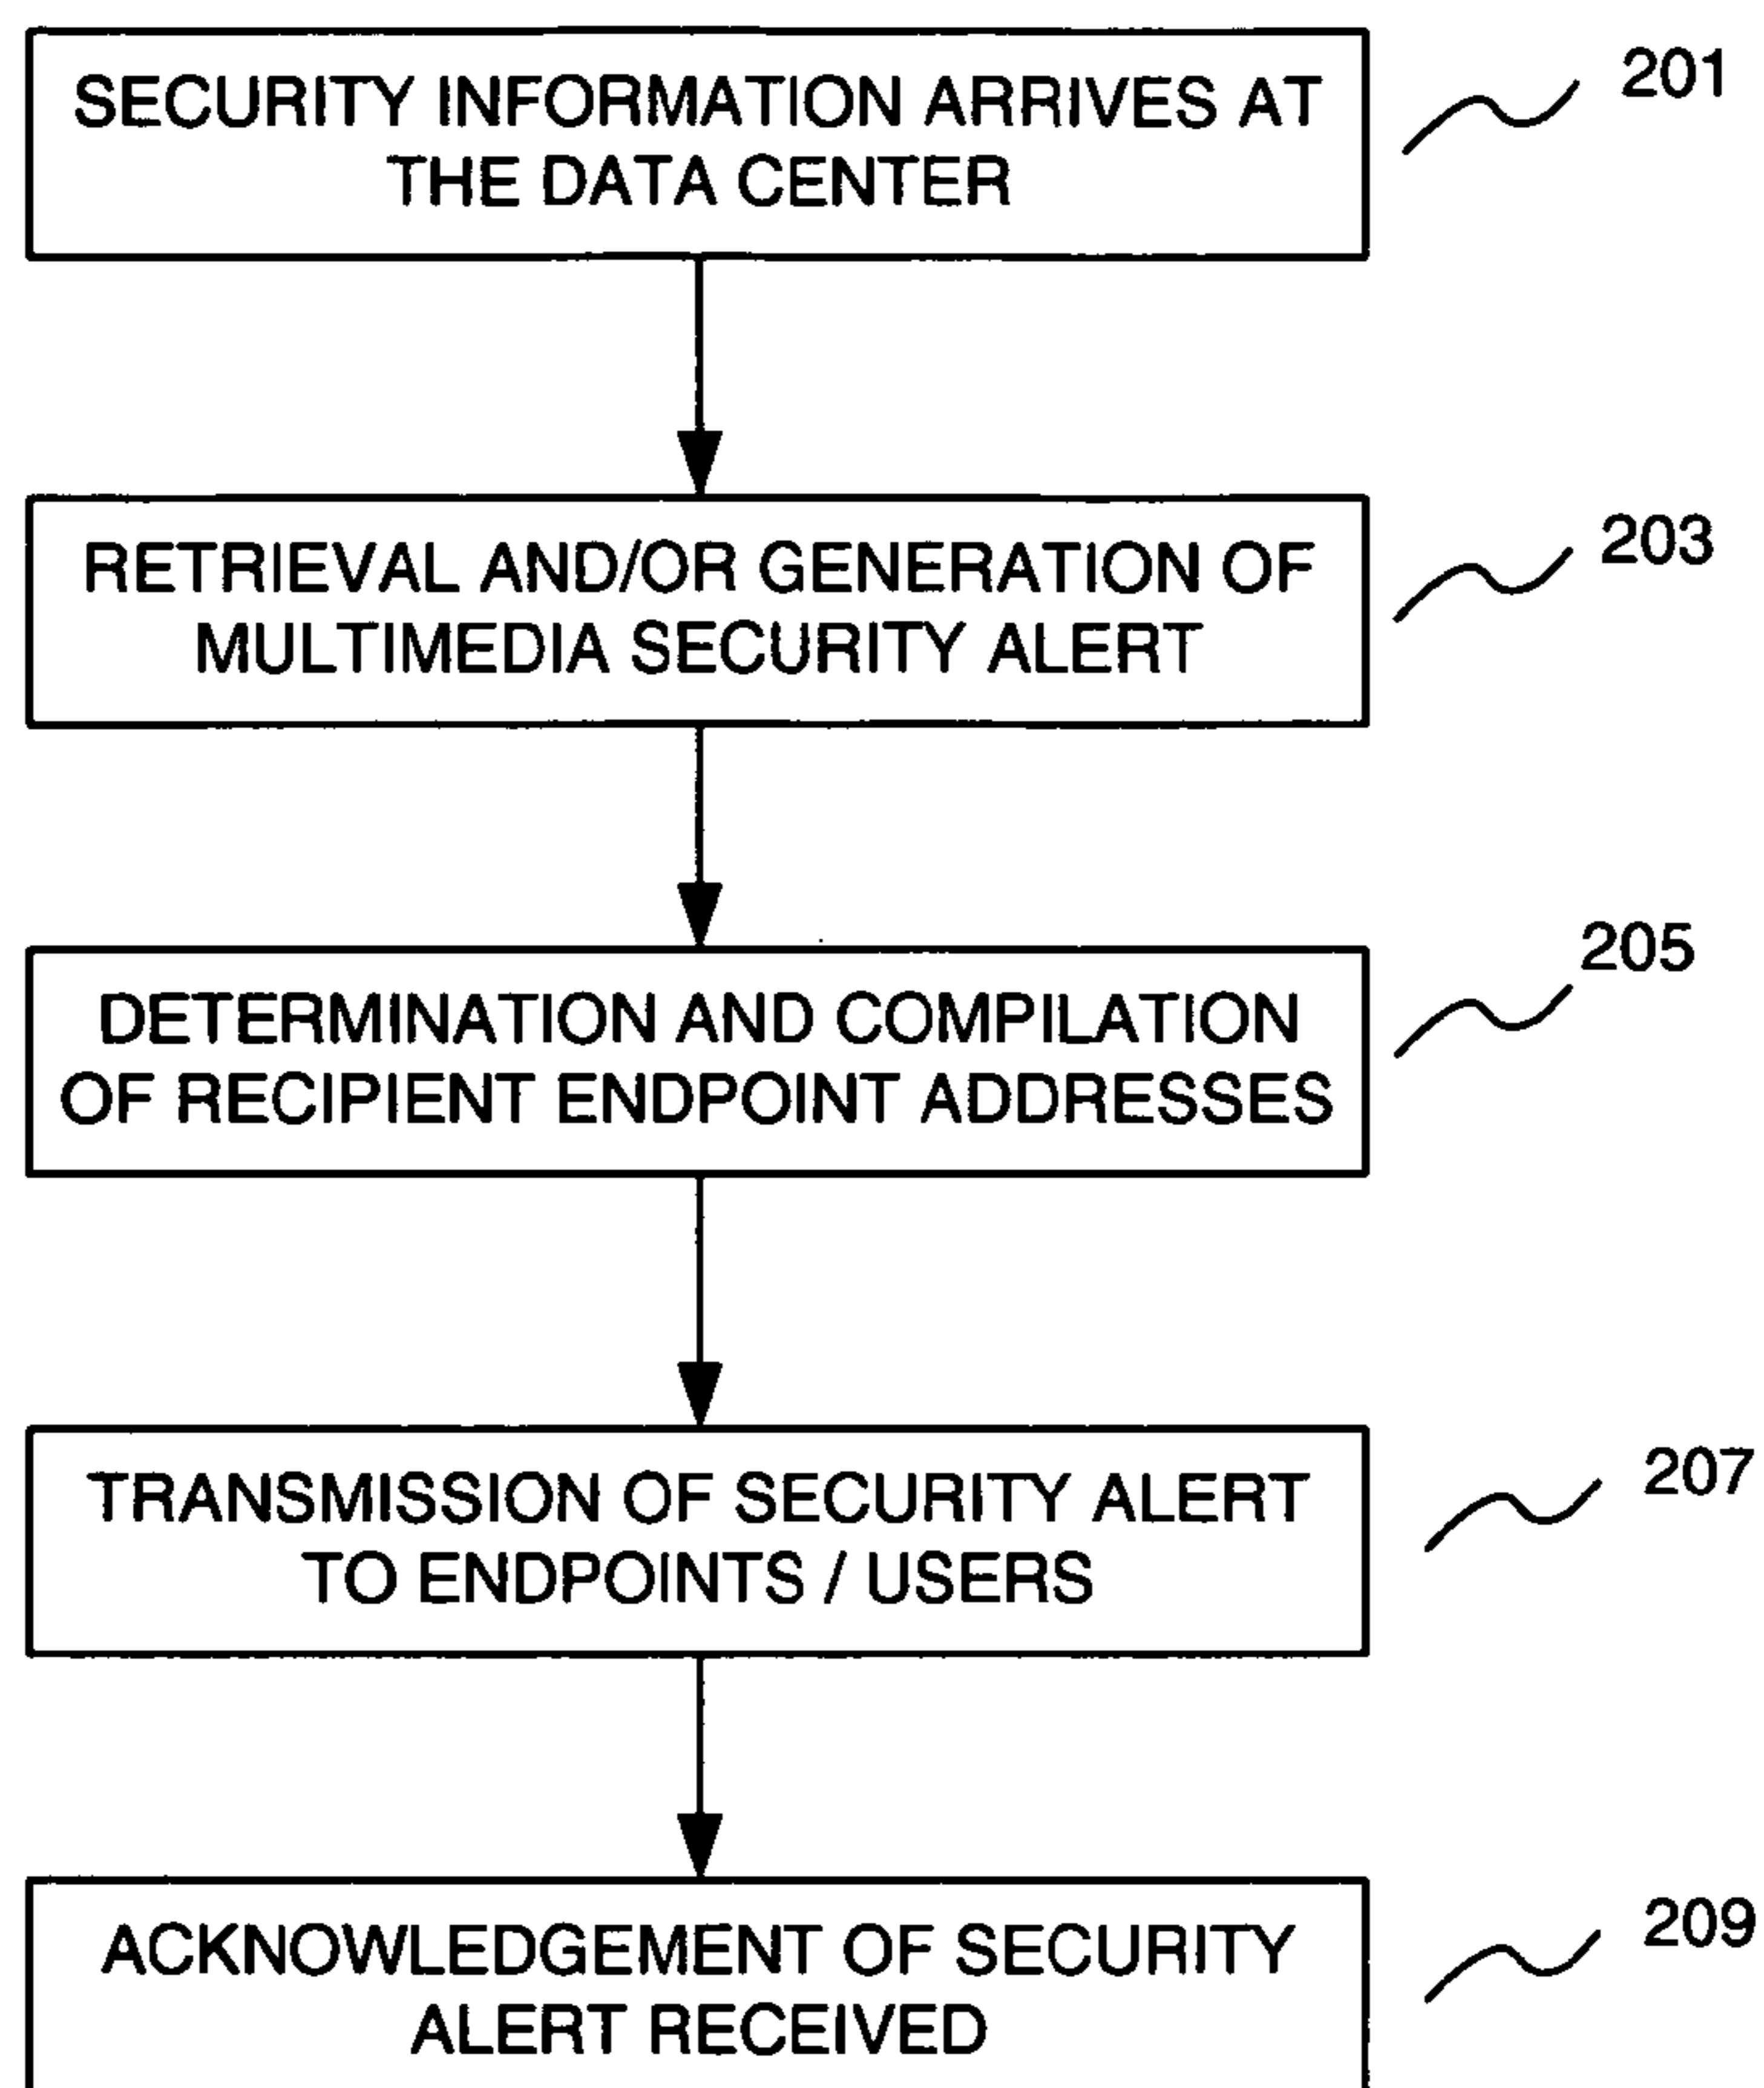 SECURITY INFORMATION ARRIVES AT
THE DATA CENTER
201
RETRIEVAL AND/OR GENERATION OF
MULTIMEDIA SECURITY ALERT
203
DETERMINATION AND COMPILATION
OF RECIPIENT ENDPOINT ADDRESSES
205
TRANSMISSION OF SECURITY ALERT
TO ENDPOINTS / USERS
207
ACKNOWLEDGEMENT OF SECURITY
ALERT RECEIVED
209